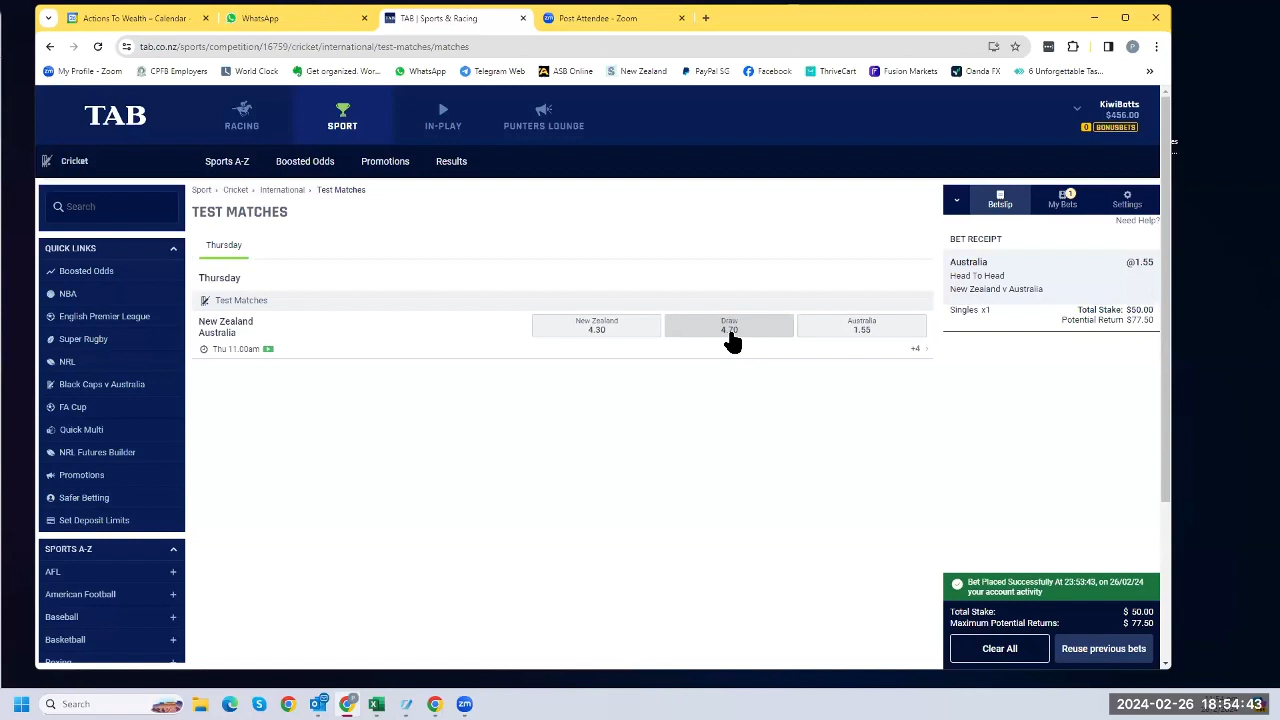 Actions To Wealth - Calendar -
WhatsApp
TAB | Sports & Racing
Post Attendee - Zoom
tab.co.nz/sports/competition/16759/cricket/international/test-matches/matches
P
My Profile - Zoom
CPFB Employers
World Clock
Get organized. Wor...
WhatsApp
Telegram Web
ASB Online
New Zealand
PayPal SG
Facebook
ThriveCart
Fusion Markets
Oanda FX
6 Unforgettable Tas...
TAB
RACING
SPORT
IN-PLAY
PUNTERS LOUNGE
KiwiBotts
$456.00
0 BONUSBETS
Cricket
Sports A-Z
Boosted Odds
Promotions
Results
Search
Sport › Cricket › International › Test Matches
TEST MATCHES
Thursday
Thursday
Test Matches
New Zealand
Australia
New Zealand
4.30
Draw
4.70
Australia
1.55
Thu 11.00am
+4 ›
QUICK LINKS
Boosted Odds
NBA
English Premier League
Super Rugby
NRL
Black Caps v Australia
FA Cup
Quick Multi
NRL Futures Builder
Promotions
Safer Betting
Set Deposit Limits
SPORTS A-Z
AFL
American Football
Baseball
Basketball
Boxing
Betslip
1
My Bets
Settings
Need Help?
BET RECEIPT
Australia @1.55
Head To Head
New Zealand v Australia
Singles x1 Total Stake: $50.00
Potential Return: $77.50
Bet Placed Successfully At 23:53:43, on 26/02/24
your account activity
Total Stake: $ 50.00
Maximum Potential Returns: $ 77.50
Clear All
Reuse previous bets
Search
2024-02-26 18:54:43